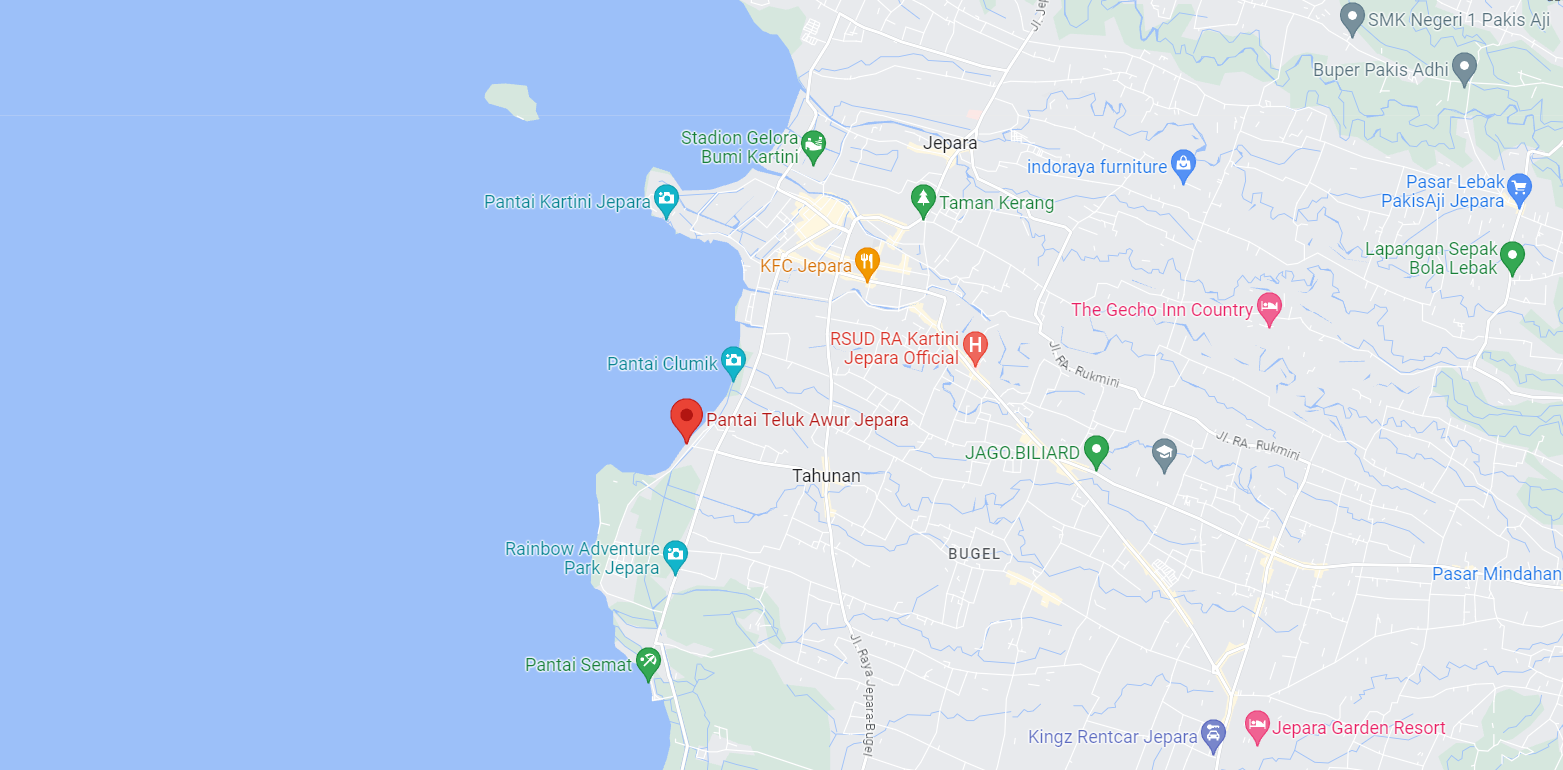 Jl. Jep
SMK Negeri 1 Pakis Aji
Buper Pakis Adhi
Stadion Gelora
Bumi Kartini
Jepara
indoraya furniture
Pasar Lebak
PakisAji Jepara
Pantai Kartini Jepara
Taman Kerang
Lapangan Sepak
Bola Lebak
KFC Jepara
The Gecho Inn Country
RSUD RA Kartini
Jepara Official
Jl. RA. Rukmini
Pantai Clumik
Pantai Teluk Awur Jepara
Jl. RA. Rukmini
JAGO.BILIARD
Tahunan
Rainbow Adventure
Park Jepara
BUGEL
Pasar Mindahan
Jl. Raya Jepara-Bugel
Pantai Semat
Kingz Rentcar Jepara
Jepara Garden Resort